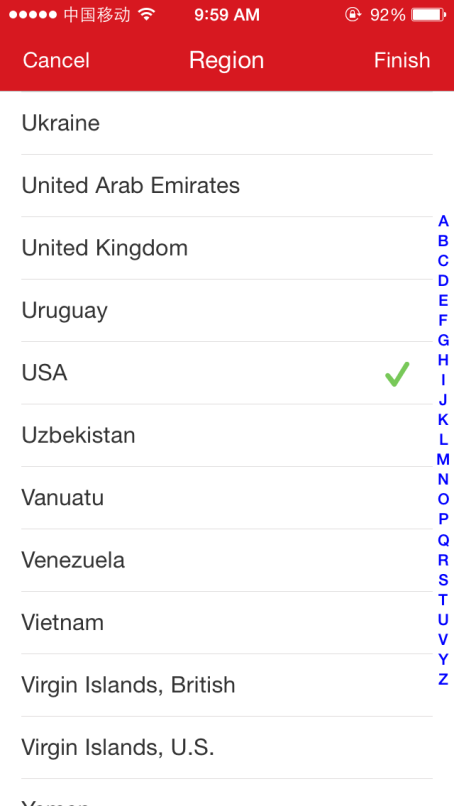 中国移动 9:59 AM 92%
Cancel Region Finish
Ukraine
United Arab Emirates
United Kingdom
Uruguay
USA
Uzbekistan
Vanuatu
Venezuela
Vietnam
Virgin Islands, British
Virgin Islands, U.S.
Yemen
A
B
C
D
E
F
G
H
I
J
K
L
M
N
O
P
Q
R
S
T
U
V
Y
Z